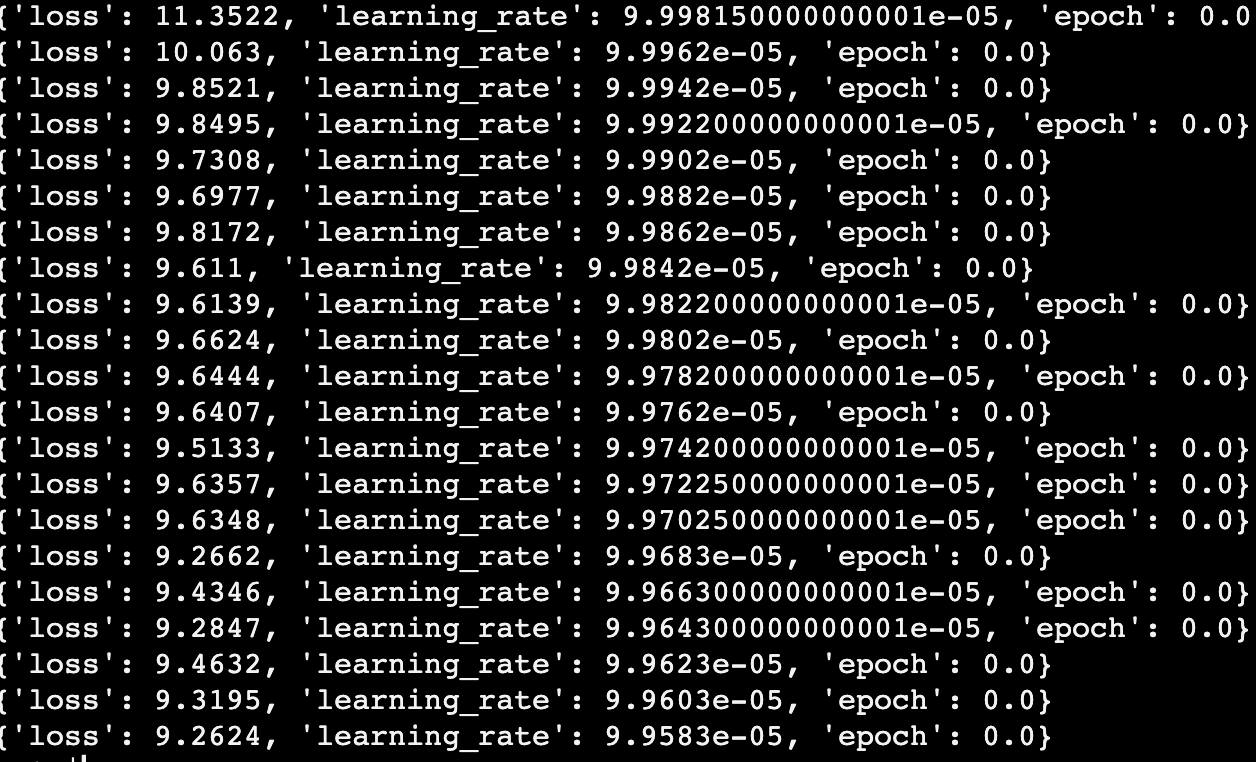 {'loss': 11.3522, 'learning_rate': 9.998150000000001e-05, 'epoch': 0.0
{'loss': 10.063, 'learning_rate': 9.9962e-05, 'epoch': 0.0}
{'loss': 9.8521, 'learning_rate': 9.9942e-05, 'epoch': 0.0}
{'loss': 9.8495, 'learning_rate': 9.992200000000001e-05, 'epoch': 0.0}
{'loss': 9.7308, 'learning_rate': 9.9902e-05, 'epoch': 0.0}
{'loss': 9.6977, 'learning_rate': 9.9882e-05, 'epoch': 0.0}
{'loss': 9.8172, 'learning_rate': 9.9862e-05, 'epoch': 0.0}
{'loss': 9.611, 'learning_rate': 9.9842e-05, 'epoch': 0.0}
{'loss': 9.6139, 'learning_rate': 9.982200000000001e-05, 'epoch': 0.0}
{'loss': 9.6624, 'learning_rate': 9.9802e-05, 'epoch': 0.0}
{'loss': 9.6444, 'learning_rate': 9.978200000000001e-05, 'epoch': 0.0}
{'loss': 9.6407, 'learning_rate': 9.9762e-05, 'epoch': 0.0}
{'loss': 9.5133, 'learning_rate': 9.974200000000001e-05, 'epoch': 0.0}
{'loss': 9.6357, 'learning_rate': 9.972250000000001e-05, 'epoch': 0.0}
{'loss': 9.6348, 'learning_rate': 9.970250000000001e-05, 'epoch': 0.0}
{'loss': 9.2662, 'learning_rate': 9.9683e-05, 'epoch': 0.0}
{'loss': 9.4346, 'learning_rate': 9.966300000000001e-05, 'epoch': 0.0}
{'loss': 9.2847, 'learning_rate': 9.964300000000001e-05, 'epoch': 0.0}
{'loss': 9.4632, 'learning_rate': 9.9623e-05, 'epoch': 0.0}
{'loss': 9.3195, 'learning_rate': 9.9603e-05, 'epoch': 0.0}
{'loss': 9.2624, 'learning_rate': 9.9583e-05, 'epoch': 0.0}